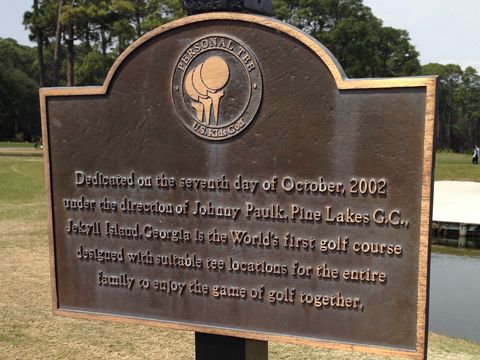 PERSONAL TEE
U.S. Kids Golf
Dedicated on the seventh day of October, 2002
under the direction of Johnny Paulk, Pine Lakes G.C.,
Jekyll Island, Georgia is the World's first golf course
designed with suitable tee locations for the entire
family to enjoy the game of golf together.